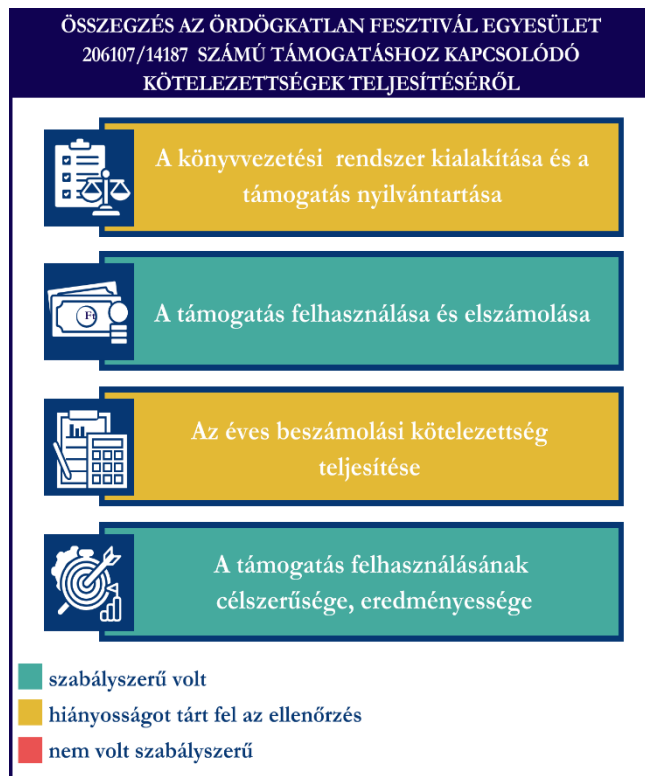 ÖSSZEGZÉS AZ ÖRDÖGKATLAN FESZTIVÁL EGYESÜLET
206107/14187 SZÁMÚ TÁMOGATÁSHOZ KAPCSOLÓDÓ
KÖTELEZETTSÉGEK TELJESÍTÉSÉRŐL
A könyvvezetési rendszer kialakítása és a
támogatás nyilvántartása
Ft
A támogatás felhasználása és elszámolása
Az éves beszámolási kötelezettség
teljesítése
A támogatás felhasználásának
célszerűsége, eredményessége
szabályszerű volt
hiányosságot tárt fel az ellenőrzés
nem volt szabályszerű